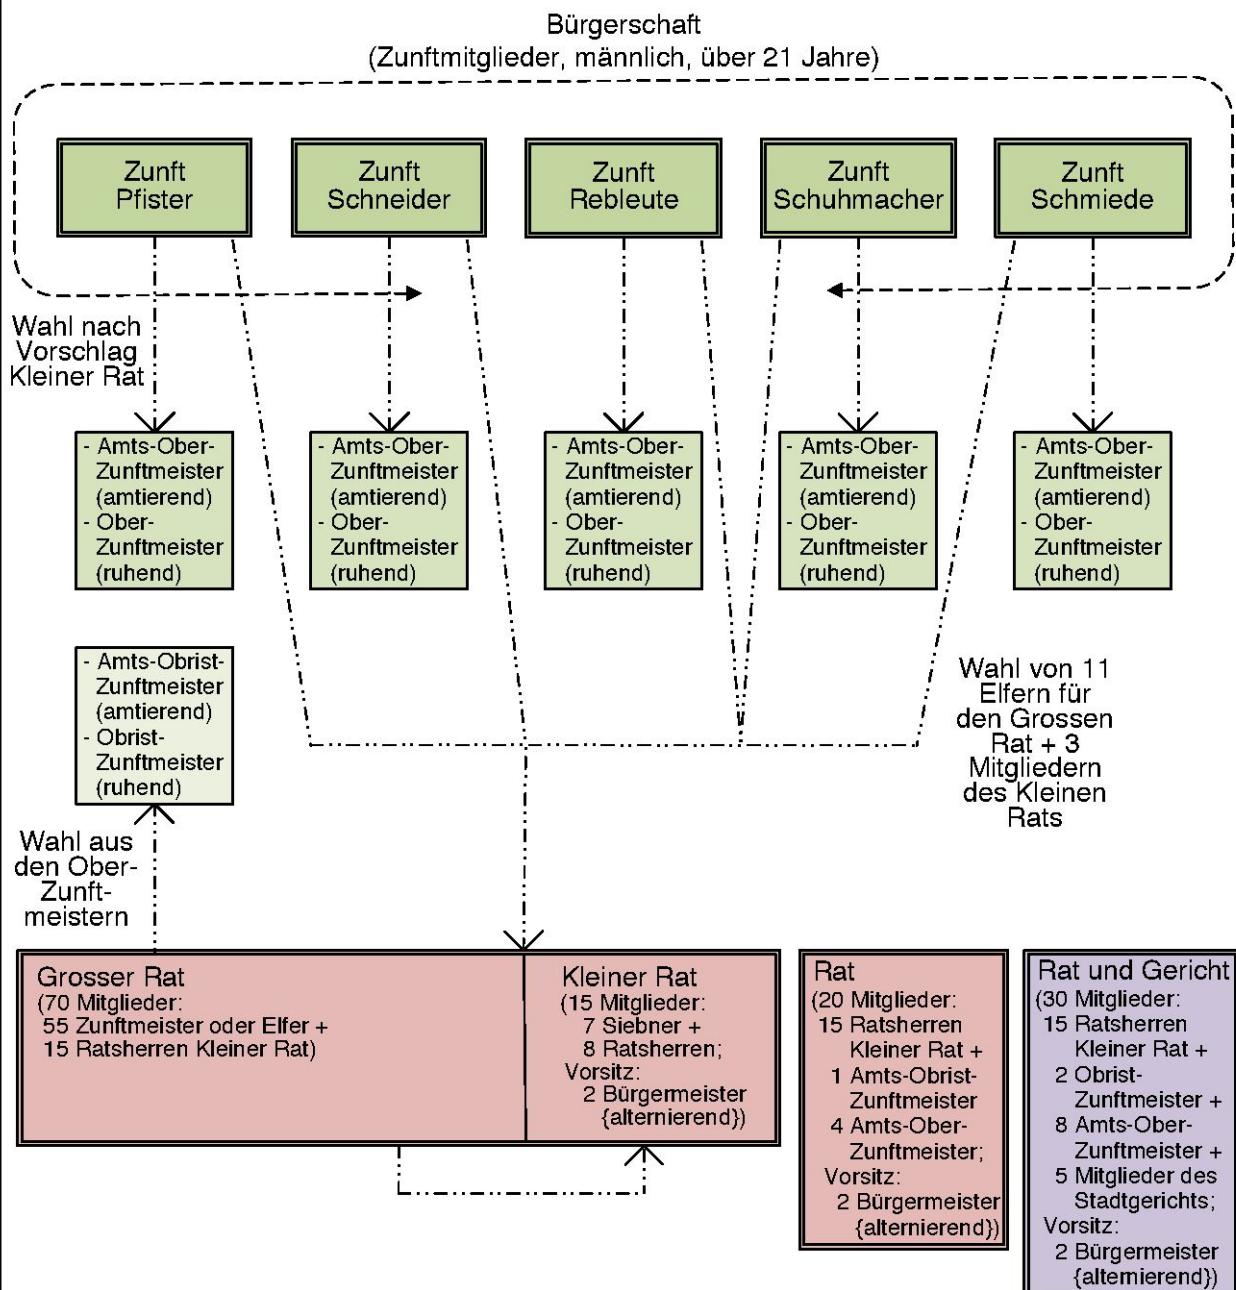 Bürgerschaft
(Zunftmitglieder, männlich, über 21 Jahre)
Zunft
Pfister
Zunft
Schneider
Zunft
Rebleute
Zunft
Schuhmacher
Zunft
Schmiede
Wahl nach
Vorschlag
Kleiner Rat
- Amts-Ober-
Zunftmeister
(amtierend)
- Ober-
Zunftmeister
(ruhend)
- Amts-Ober-
Zunftmeister
(amtierend)
- Ober-
Zunftmeister
(ruhend)
- Amts-Ober-
Zunftmeister
(amtierend)
- Ober-
Zunftmeister
(ruhend)
- Amts-Ober-
Zunftmeister
(amtierend)
- Ober-
Zunftmeister
(ruhend)
- Amts-Ober-
Zunftmeister
(amtierend)
- Ober-
Zunftmeister
(ruhend)
- Amts-Obrist-
Zunftmeister
(amtierend)
- Obrist-
Zunftmeister
(ruhend)
Wahl von 11
Elfern für
den Grossen
Rat + 3
Mitgliedern
des Kleinen
Rats
Wahl aus
den Ober-
Zunft-
meistern
Grosser Rat
(70 Mitglieder:
55 Zunftmeister oder Elfer +
15 Ratsherren Kleiner Rat)
Kleiner Rat
(15 Mitglieder:
7 Siebner +
8 Ratsherren;
Vorsitz:
2 Bürgermeister
{alternierend})
Rat
(20 Mitglieder:
15 Ratsherren
Kleiner Rat +
1 Amts-Obrist-
Zunftmeister
4 Amts-Ober-
Zunftmeister;
Vorsitz:
2 Bürgermeister
{alternierend})
Rat und Gericht
(30 Mitglieder:
15 Ratsherren
Kleiner Rat +
2 Obrist-
Zunftmeister +
8 Amts-Ober-
Zunftmeister +
5 Mitglieder des
Stadtgerichts;
Vorsitz:
2 Bürgermeister
{alternierend})